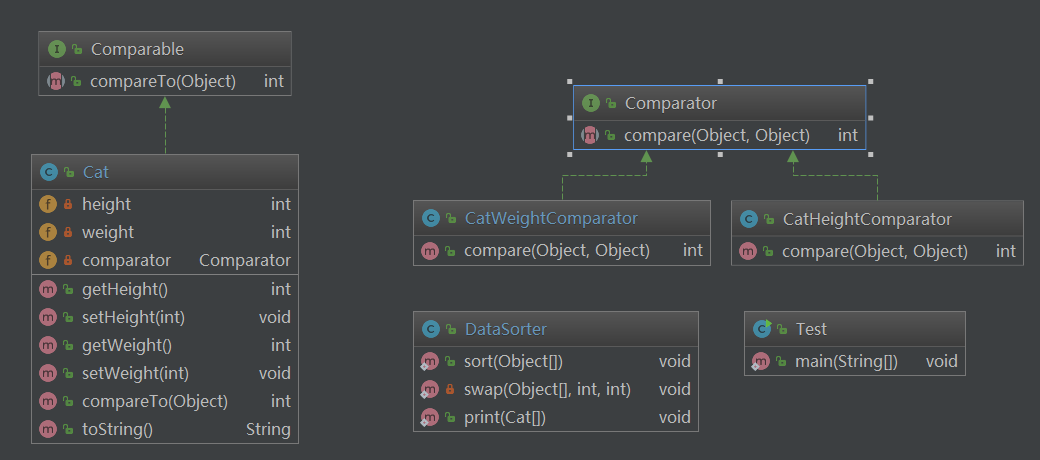 Comparable
compareTo(Object) int
Cat
height int
weight int
comparator Comparator
getHeight() int
setHeight(int) void
getWeight() int
setWeight(int) void
compareTo(Object) int
toString() String
Comparator
compare(Object, Object) int
CatWeightComparator
compare(Object, Object) int
CatHeightComparator
compare(Object, Object) int
DataSorter
sort(Object[]) void
swap(Object[], int, int) void
print(Cat[]) void
Test
main(String[]) void